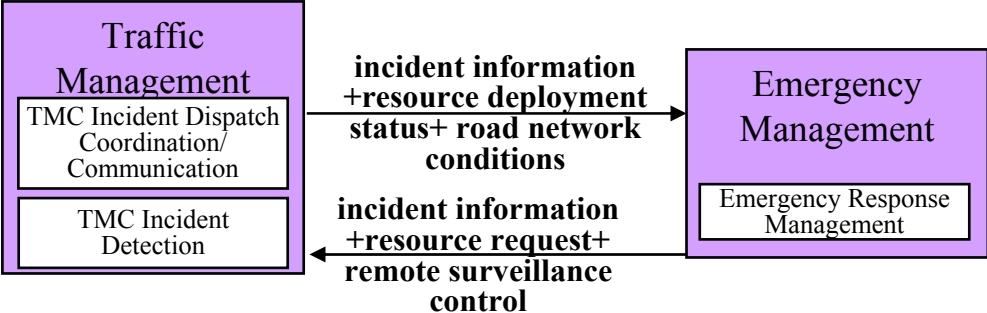 Traffic
Management
TMC Incident Dispatch
Coordination/
Communication
TMC Incident
Detection
incident information
+resource deployment
status+ road network
conditions
incident information
+resource request+
remote surveillance
control
Emergency
Management
Emergency Response
Management